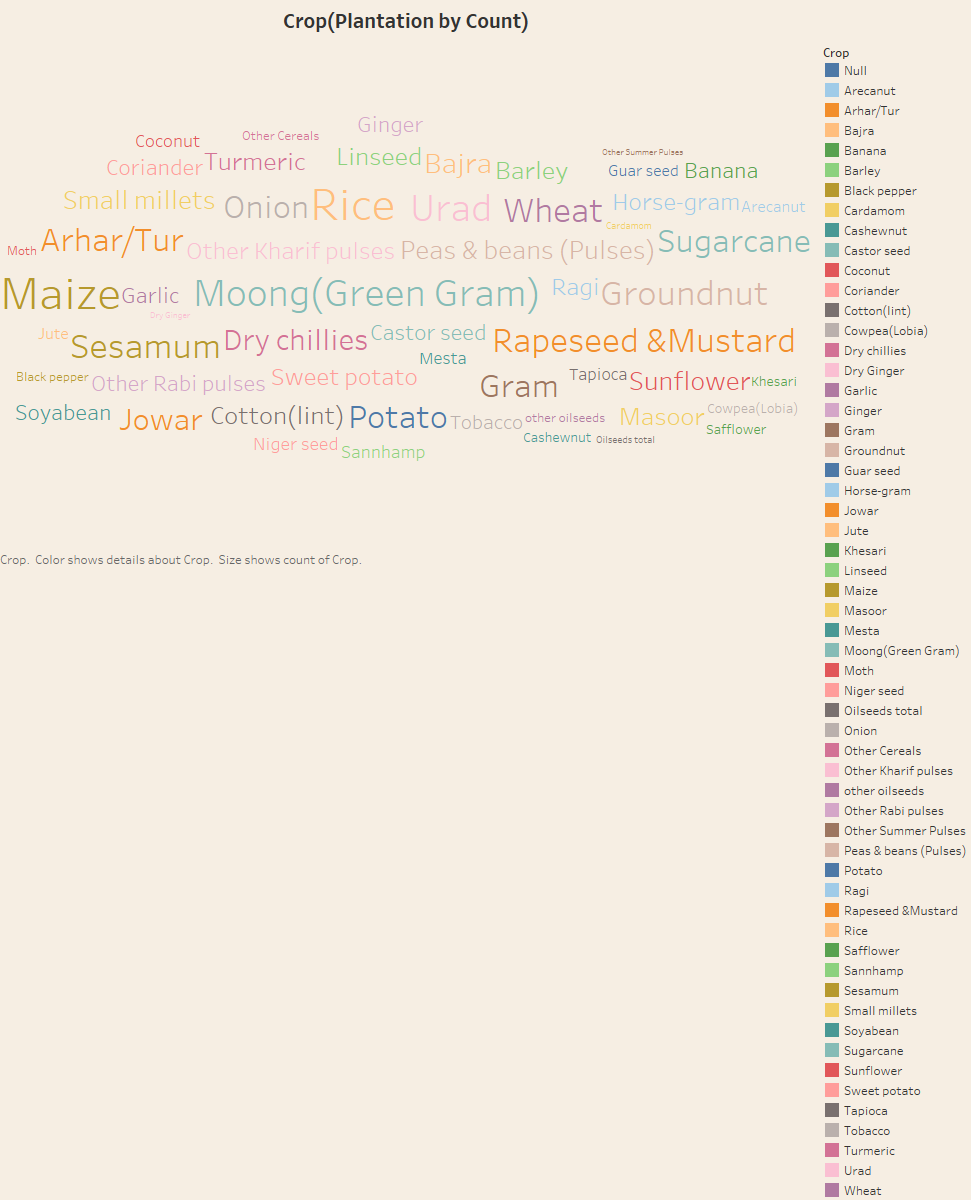 Crop(Plantation by Count)
Ginger
Coconut
Other Cereals
Coriander
Turmeric
Linseed
Bajra
Barley
Other Summer Pulses
Guar seed
Banana
Small millets
Onion
Rice
Urad
Wheat
Horse-gram
Arecanut
Cardamom
Moth
Arhar/Tur
Other Kharif pulses
Peas & beans (Pulses)
Sugarcane
Maize
Garlic
Moong(Green Gram)
Ragi
Groundnut
Dry Ginger
Jute
Sesamum
Dry chillies
Castor seed
Mesta
Rapeseed &Mustard
Black pepper
Other Rabi pulses
Sweet potato
Gram
Tapioca
Sunflower
Khesari
Soyabean
Jowar
Cotton(lint)
Potato
Tobacco
other oilseeds
Masoor
Cowpea(Lobia)
Safflower
Niger seed
Sannhamp
Cashewnut
Oilseeds total
Crop. Color shows details about Crop. Size shows count of Crop.
Crop
Null
Arecanut
Arhar/Tur
Bajra
Banana
Barley
Black pepper
Cardamom
Cashewnut
Castor seed
Coconut
Coriander
Cotton(lint)
Cowpea(Lobia)
Dry chillies
Dry Ginger
Garlic
Ginger
Gram
Groundnut
Guar seed
Horse-gram
Jowar
Jute
Khesari
Linseed
Maize
Masoor
Mesta
Moong(Green Gram)
Moth
Niger seed
Oilseeds total
Onion
Other Cereals
Other Kharif pulses
other oilseeds
Other Rabi pulses
Other Summer Pulses
Peas & beans (Pulses)
Potato
Ragi
Rapeseed &Mustard
Rice
Safflower
Sannhamp
Sesamum
Small millets
Soyabean
Sugarcane
Sunflower
Sweet potato
Tapioca
Tobacco
Turmeric
Urad
Wheat